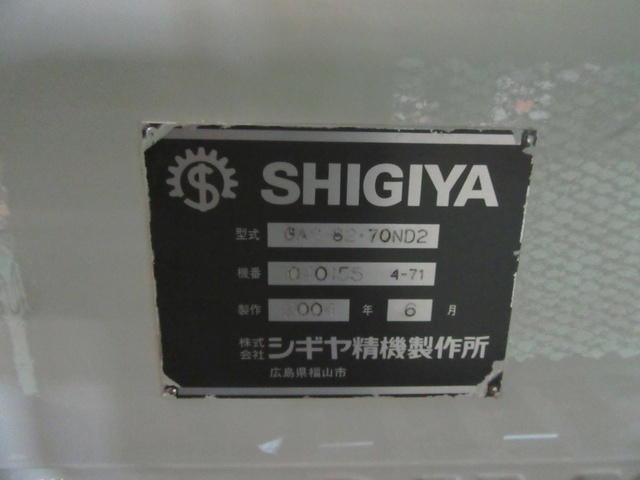 SHIGIYA
型式 82・70ND2
機番 4-71
製作 年 6 月
株式会社 シギヤ精機製作所
広島県福山市